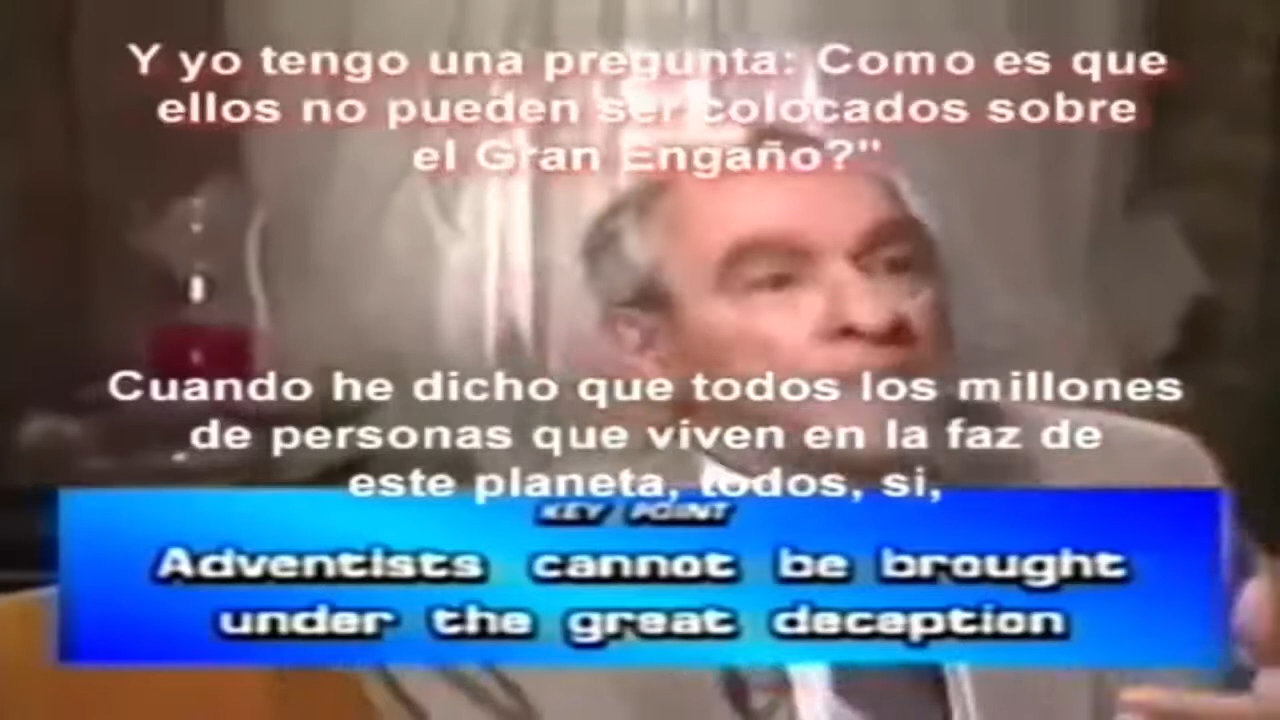 Y yo tengo una pregunta: Como es que
ellos no pueden ser colocados sobre
el Gran Engaño?"
Cuando he dicho que todos los millones
de personas que viven en la faz de
este planeta, todos, si,
KEY POINT
Adventists cannot be brought
under the great deception